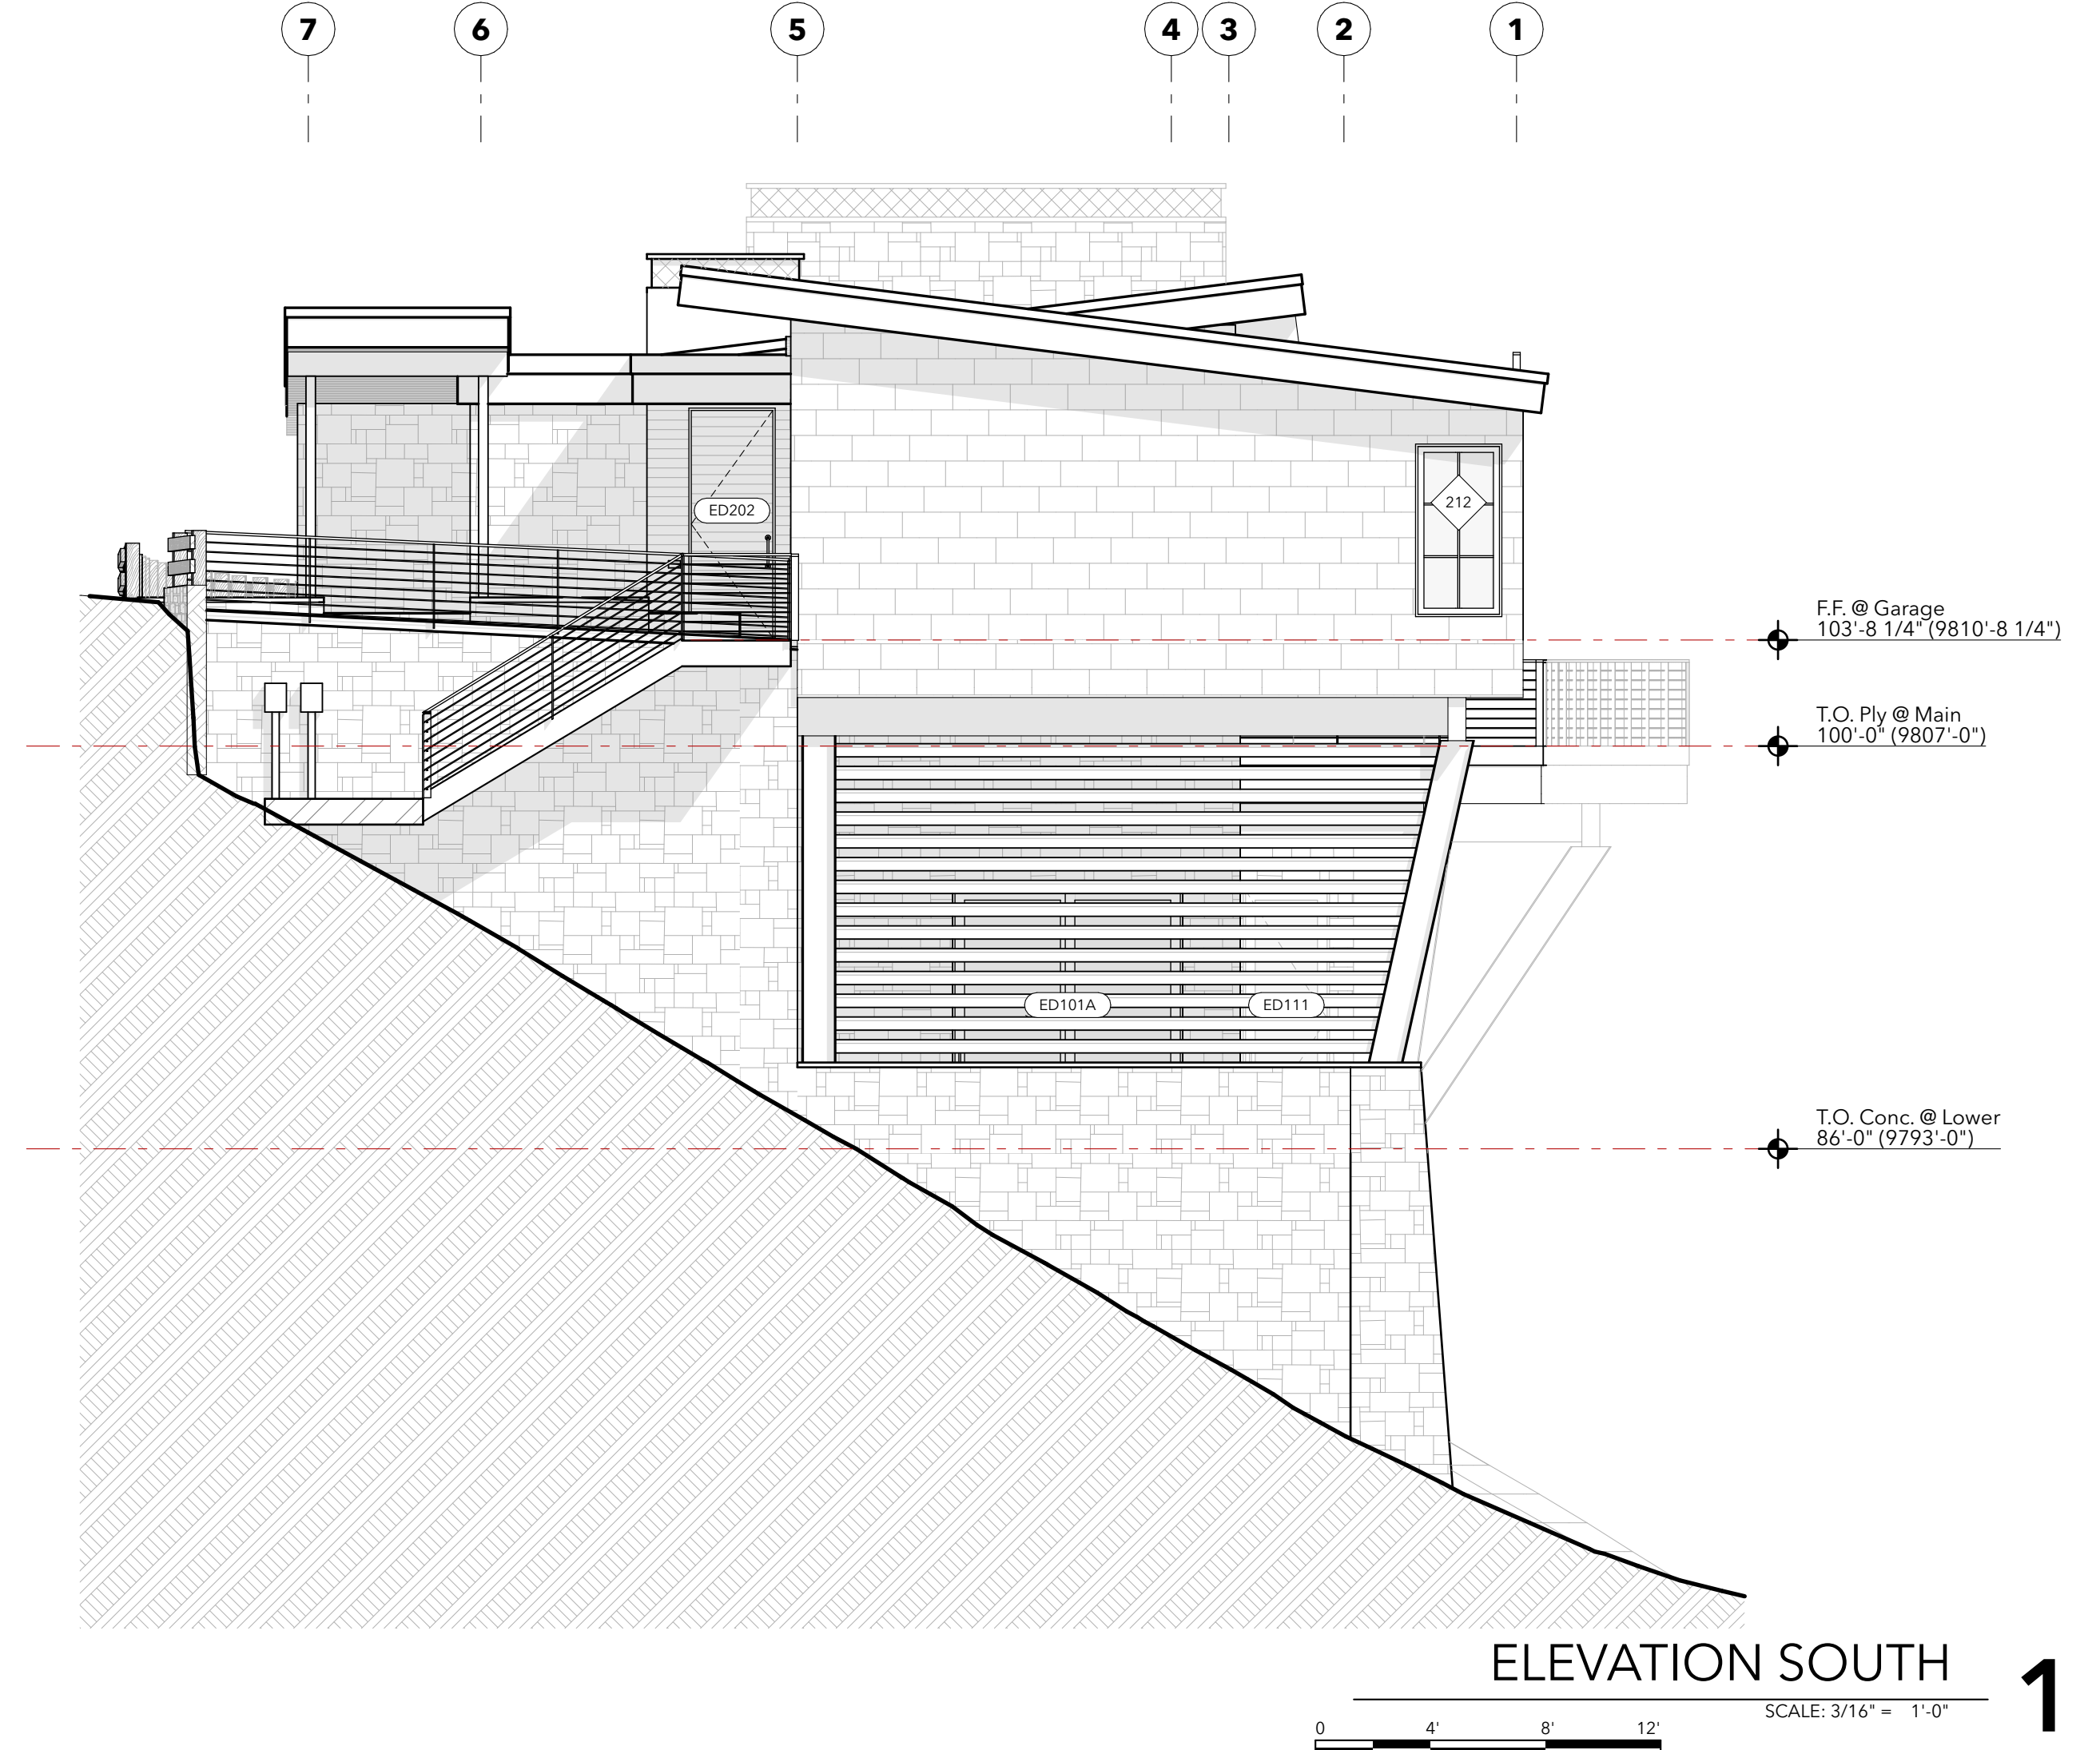 7 6 5 4 3 2 1
ED202
212
F.F. @ Garage
103'-8 1/4" (9810'-8 1/4")
T.O. Ply @ Main
100'-0" (9807'-0")
ED101A
ED111
T.O. Conc. @ Lower
86'-0" (9793'-0")
ELEVATION SOUTH
1
SCALE: 3/16" = 1'-0"
0 4' 8' 12'